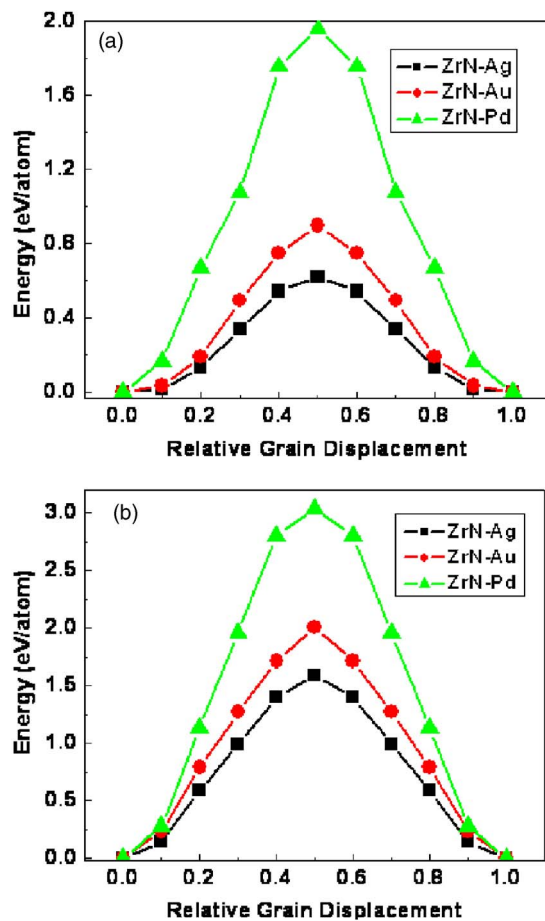 (a)
ZrN-Ag
ZrN-Au
ZrN-Pd
2.0
1.6
1.2
0.8
0.4
0.0
Energy (eV/atom)
0.0 0.2 0.4 0.6 0.8 1.0
Relative Grain Displacement
(b)
ZrN-Ag
ZrN-Au
ZrN-Pd
3.0
2.5
2.0
1.5
1.0
0.5
0.0
Energy (eV/atom)
0.0 0.2 0.4 0.6 0.8 1.0
Relative Grain Displacement